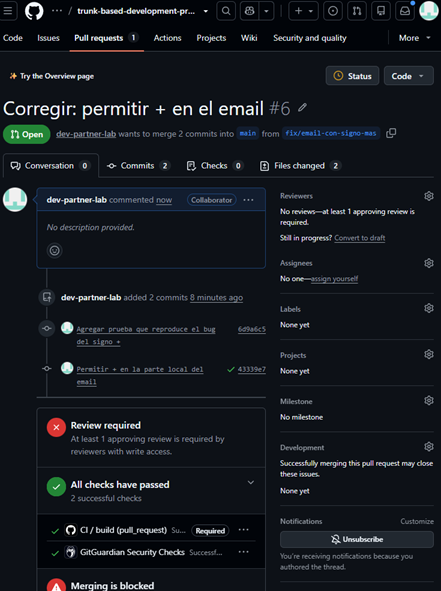 / trunk-based-development-pr...
Code Issues Pull requests 1 Actions Projects Wiki Security and quality More
Try the Overview page
Status Code
Corregir: permitir + en el email #6
Open dev-partner-lab wants to merge 2 commits into main from fix/email-con-signo-mas
Conversation 0 Commits 2 Checks 0 Files changed 2
dev-partner-lab commented now Collaborator ...
No description provided.
dev-partner-lab added 2 commits 8 minutes ago
Agregar prueba que reproduce el bug 6d9a6c5
del signo +
Permitir + en la parte local del 43339e7
email
Review required
At least 1 approving review is required by
reviewers with write access.
All checks have passed
2 successful checks
CI / build (pull_request) Su... Required ...
GitGuardian Security Checks Successf... ...
Merging is blocked
Reviewers
No reviews—at least 1 approving review is
required.
Still in progress? Convert to draft
Assignees
No one—assign yourself
Labels
None yet
Projects
None yet
Milestone
No milestone
Development
Successfully merging this pull request may close
these issues.
None yet
Notifications Customize
Unsubscribe
You're receiving notifications because you
authored the thread.